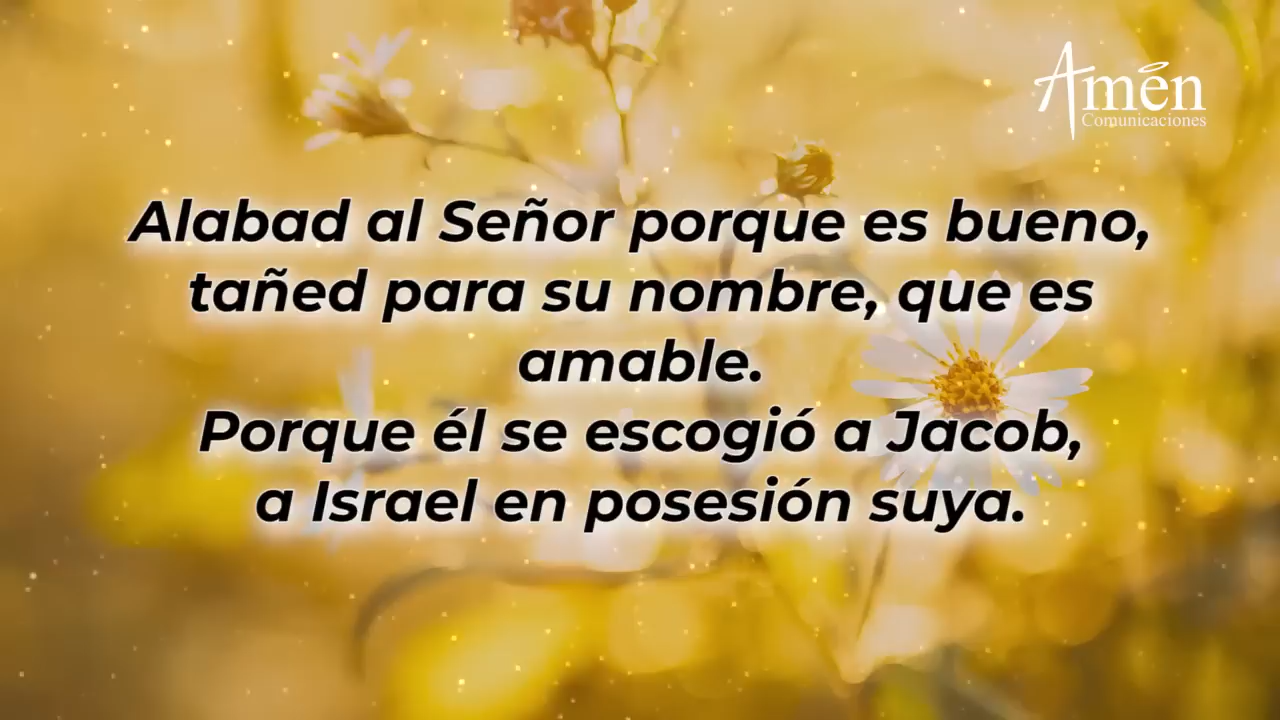 Amén
Comunicaciones
Alabad al Señor porque es bueno,
tañed para su nombre, que es
amable.
Porque él se escogió a Jacob,
a Israel en posesión suya.